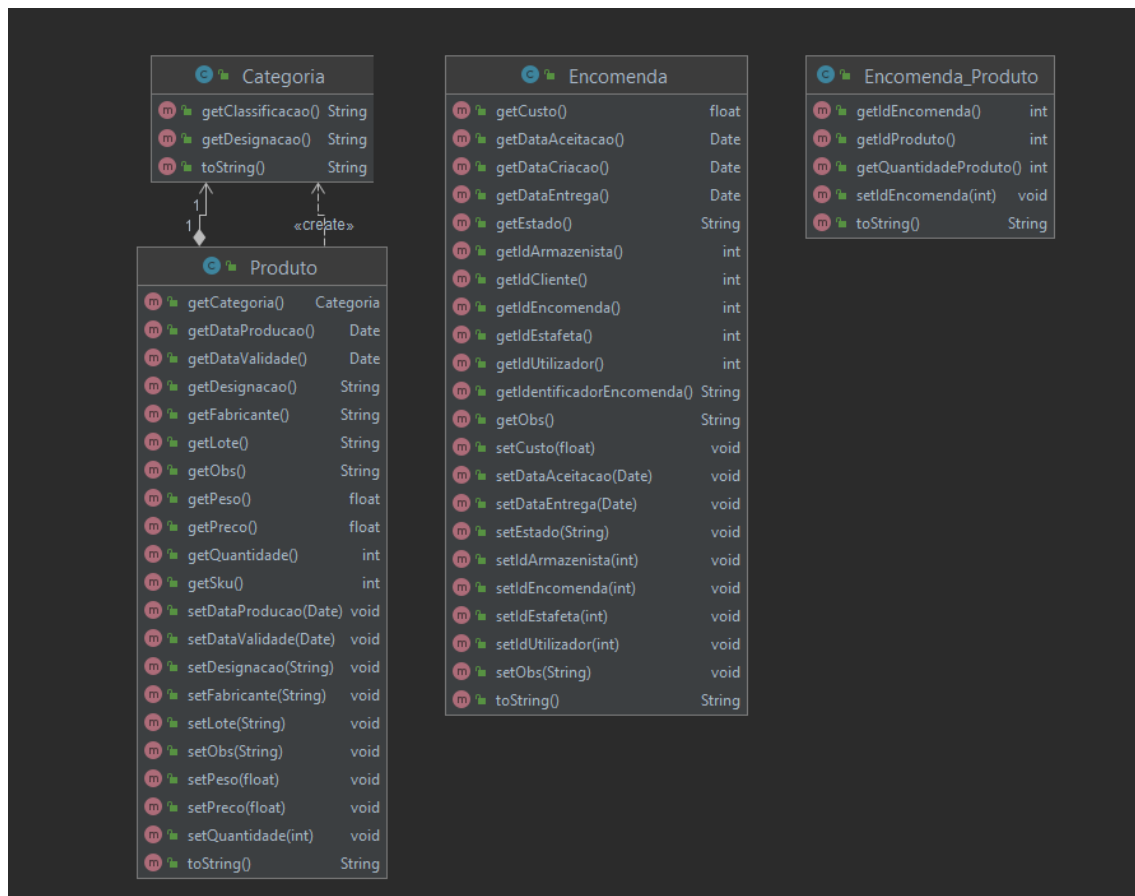 Categoria
getClassificacao() String
getDesignacao() String
toString() String
1
1
«create»
Produto
getCategoria() Categoria
getDataProducao() Date
getDataValidade() Date
getDesignacao() String
getFabricante() String
getLote() String
getObs() String
getPeso() float
getPreco() float
getQuantidade() int
getSku() int
setDataProducao(Date) void
setDataValidade(Date) void
setDesignacao(String) void
setFabricante(String) void
setLote(String) void
setObs(String) void
setPeso(float) void
setPreco(float) void
setQuantidade(int) void
toString() String
Encomenda
getCusto() float
getDataAceitacao() Date
getDataCriacao() Date
getDataEntrega() Date
getEstado() String
getIdArmazenista() int
getIdCliente() int
getIdEncomenda() int
getIdEstafeta() int
getIdUtilizador() int
getIdentificadorEncomenda() String
getObs() String
setCusto(float) void
setDataAceitacao(Date) void
setDataEntrega(Date) void
setEstado(String) void
setIdArmazenista(int) void
setIdEncomenda(int) void
setIdEstafeta(int) void
setIdUtilizador(int) void
setObs(String) void
toString() String
Encomenda_Produto
getIdEncomenda() int
getIdProduto() int
getQuantidadeProduto() int
setIdEncomenda(int) void
toString() String